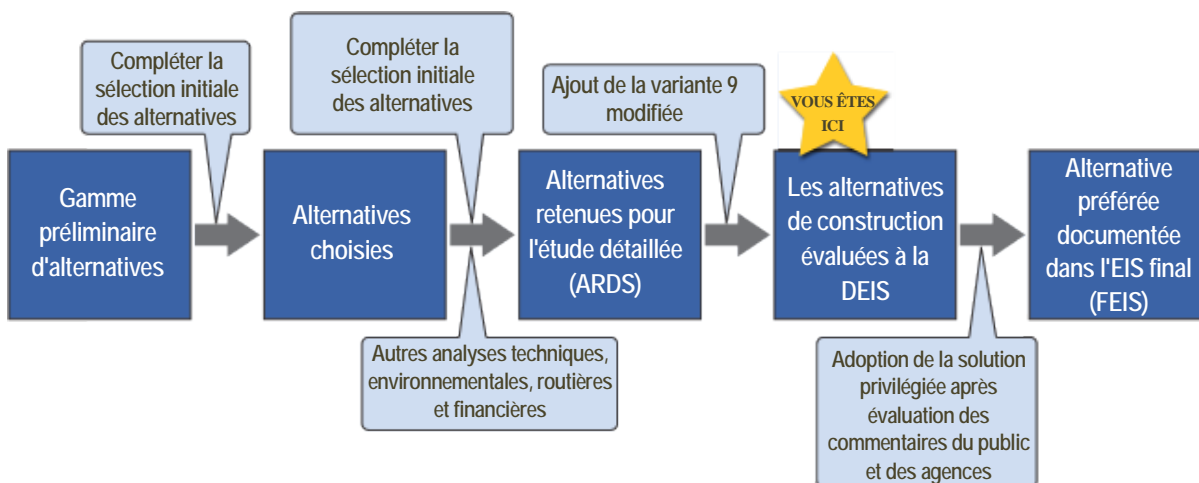 Compléter la
sélection initiale
des alternatives
Compléter la
sélection initiale
des alternatives
Ajout de la variante 9
modifiée
VOUS ÊTES
ICI
Gamme
préliminaire
d'alternatives
Alternatives
choisies
Alternatives
retenues pour
l'étude détaillée
(ARDS)
Les alternatives
de construction
évaluées à la
DEIS
Alternative
préférée
documentée
dans l'EIS final
(FEIS)
Autres analyses techniques,
environnementales, routières
et financières
Adoption de la solution
privilégiée après
évaluation des
commentaires du public
et des agences